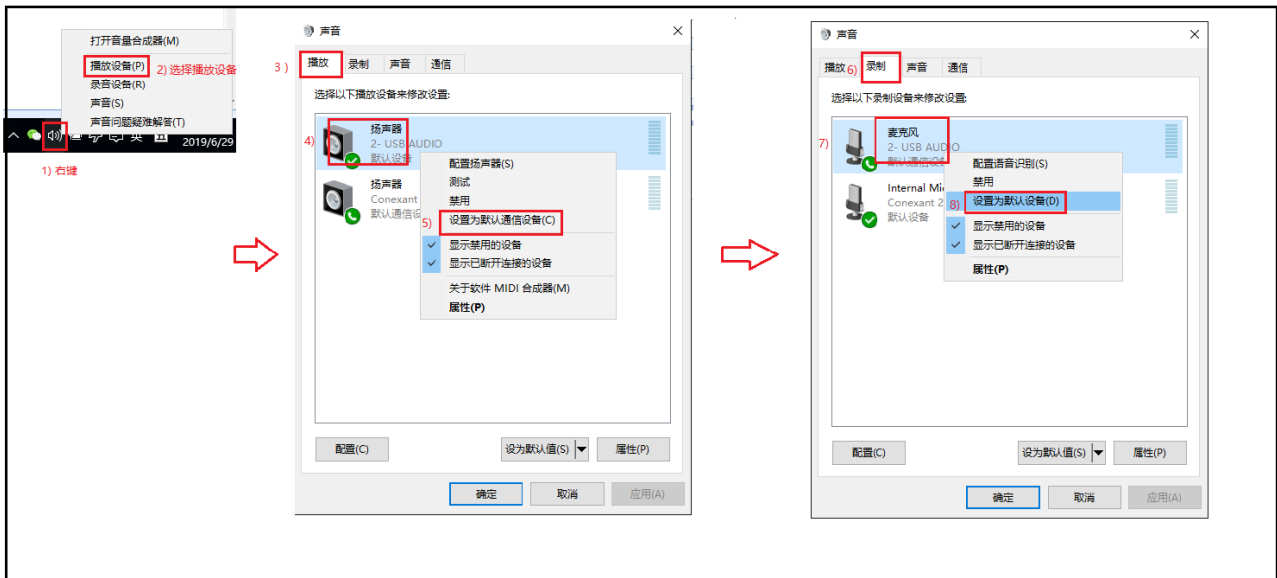 打开音量合成器(M)
播放设备(P)
2) 选择播放设备
录音设备(R)
声音(S)
声音问题疑难解答(T)
英
2019/6/29
1) 右键
声音
3 )
播放
录制
声音
通信
选择以下播放设备来修改设置:
4)
扬声器
2- USB AUDIO
默认设备
扬声器
Conexant
默认通信设
配置扬声器(S)
测试
禁用
5)
设置为默认通信设备(C)
显示禁用的设备
显示已断开连接的设备
关于软件 MIDI 合成器(M)
属性(P)
配置(C)
设为默认值(S)
属性(P)
确定
取消
应用(A)
声音
播放
6)
录制
声音
通信
选择以下录制设备来修改设置:
7)
麦克风
2- USB AUDIO
默认通信设
Internal Mic
Conexant 2
默认设备
配置语音识别(S)
禁用
8)
设置为默认设备(D)
显示禁用的设备
显示已断开连接的设备
属性(P)
配置(C)
设为默认值(S)
属性(P)
确定
取消
应用(A)